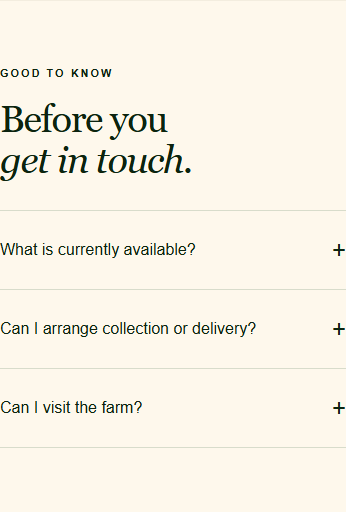 GOOD TO KNOW
Before you
get in touch.
What is currently available?
+
Can I arrange collection or delivery?
+
Can I visit the farm?
+